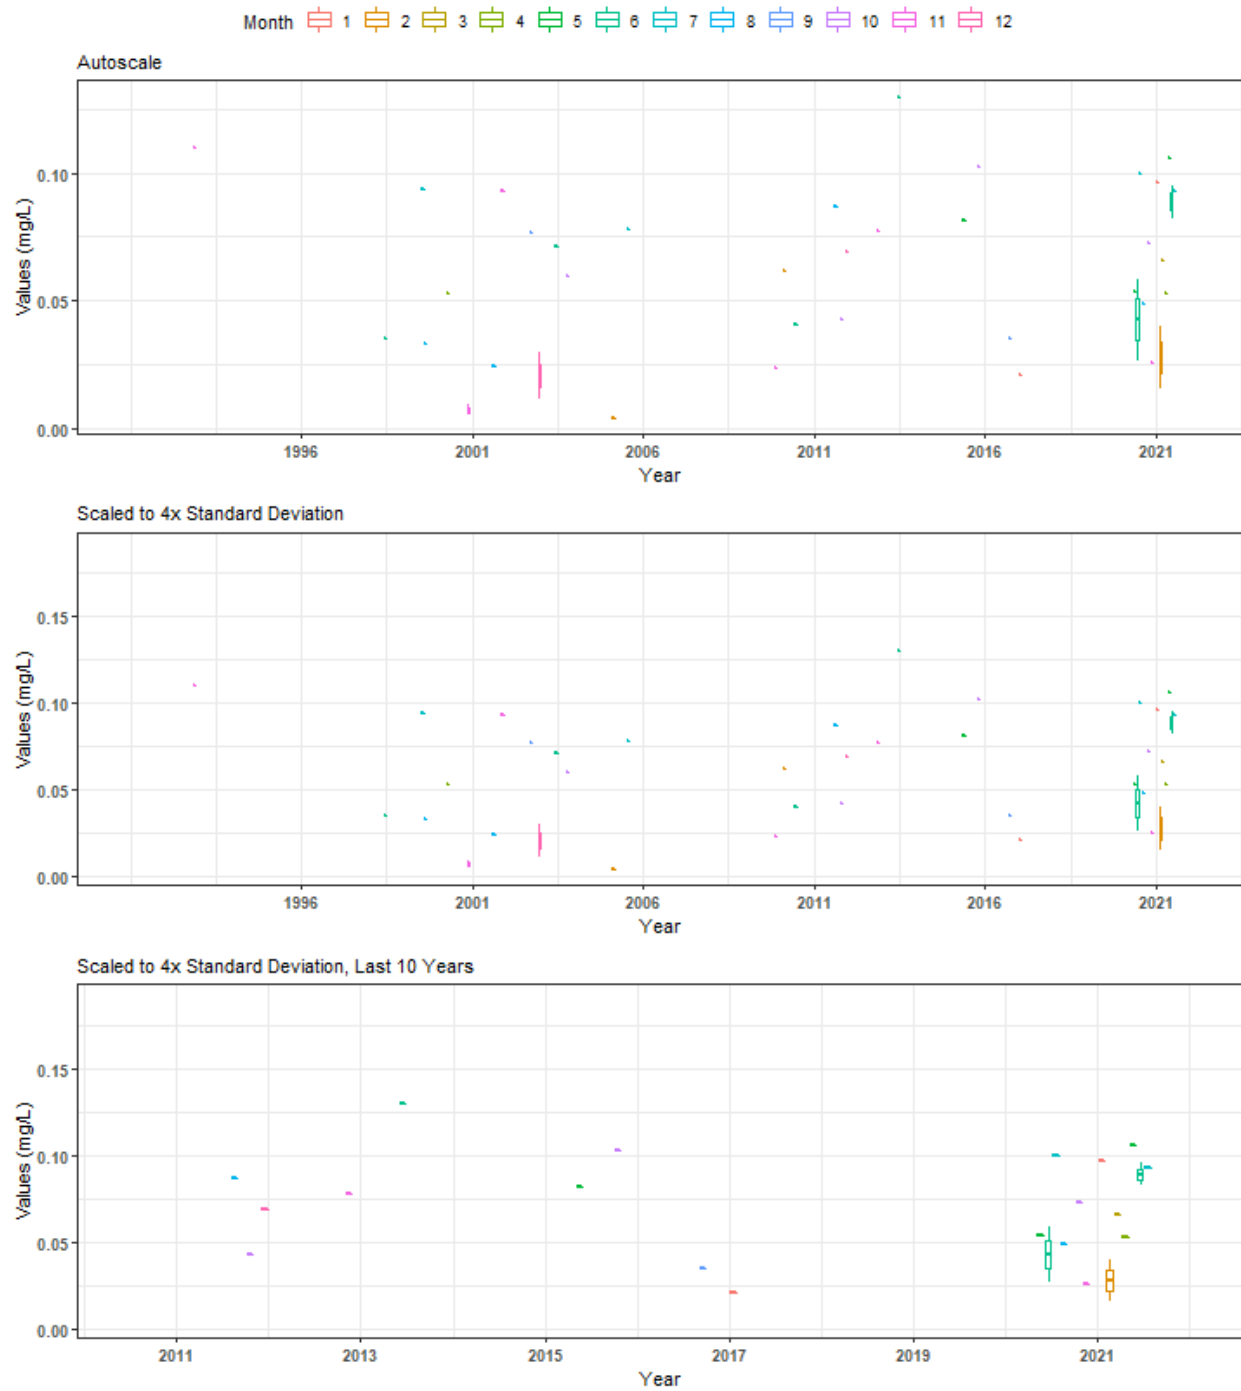 Month 1 2 3 4 5 6 7 8 9 10 11 12
Autoscale
Values (mg/L)
0.10
0.05
0.00
1996 2001 2006 2011 2016 2021
Year
Scaled to 4x Standard Deviation
Values (mg/L)
0.15
0.10
0.05
0.00
1996 2001 2006 2011 2016 2021
Year
Scaled to 4x Standard Deviation, Last 10 Years
Values (mg/L)
0.15
0.10
0.05
0.00
2011 2013 2015 2017 2019 2021
Year